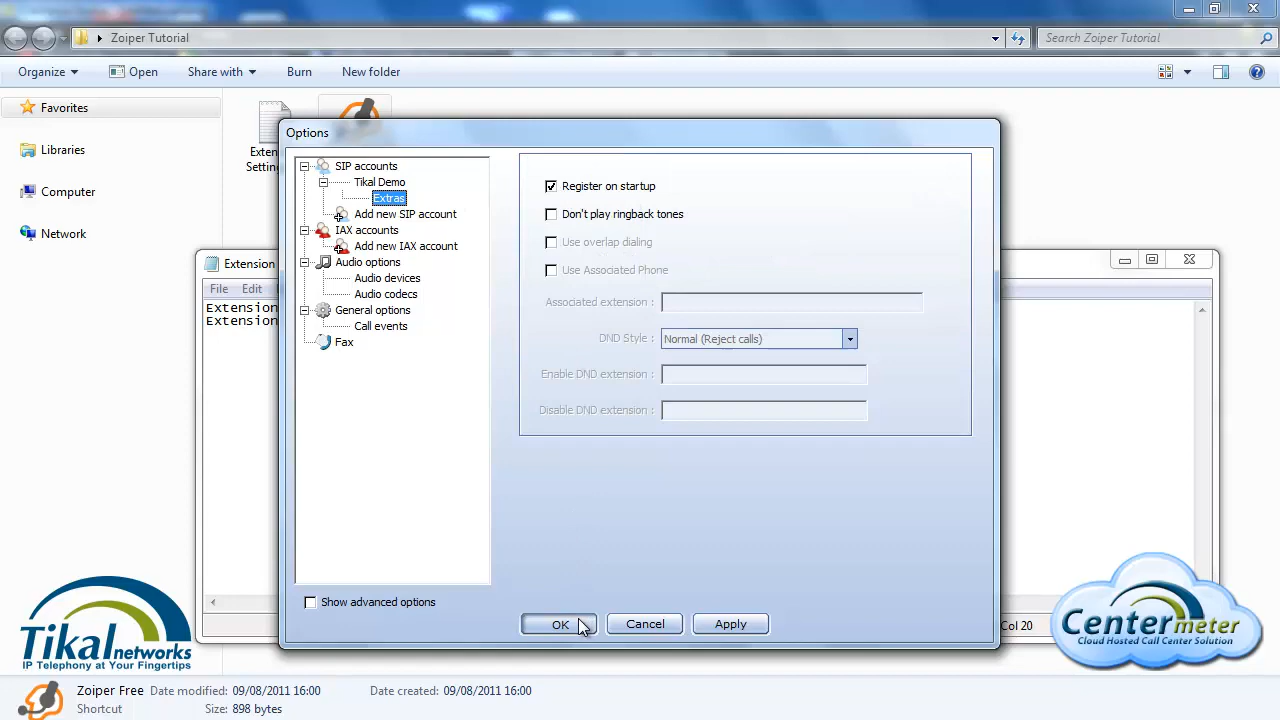 Zoiper Tutorial
Search Zoiper Tutorial
Organize
Open
Share with
Burn
New folder
Favorites
Libraries
Computer
Network
Exten
Settin
Options
SIP accounts
Tikal Demo
Extras
Add new SIP account
IAX accounts
Add new IAX account
Audio options
Audio devices
Audio codecs
General options
Call events
Fax
Show advanced options
Register on startup
Don't play ringback tones
Use overlap dialing
Use Associated Phone
Associated extension :
DND Style :
Normal (Reject calls)
Enable DND extension :
Disable DND extension :
OK
Cancel
Apply
Extension
File
Edit
Extension
Extension
Col 20
Tikal networks
IP Telephony at Your Fingertips
Centermeter
Cloud Hosted Call Center Solution
Zoiper Free
Date modified: 09/08/2011 16:00
Date created: 09/08/2011 16:00
Shortcut
Size: 898 bytes